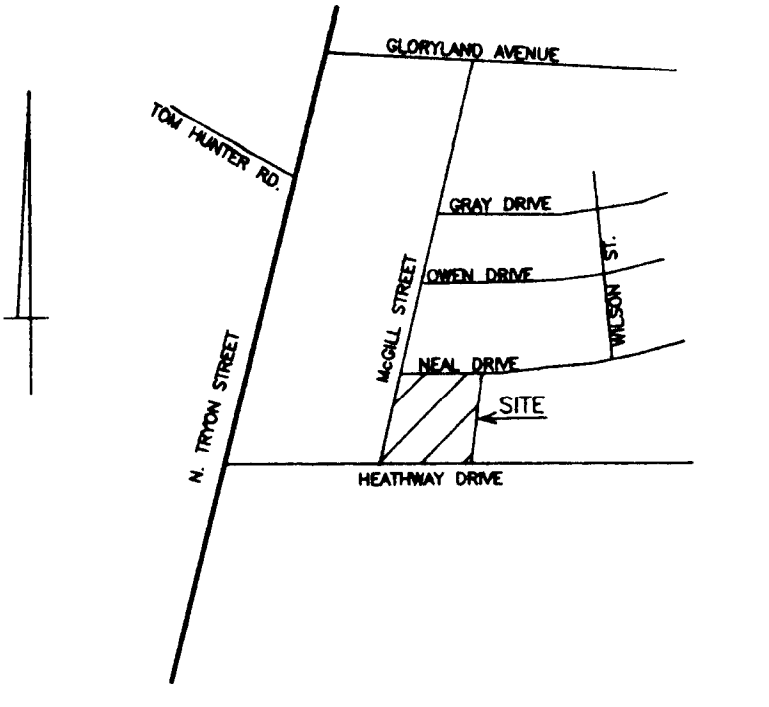 GLORYLAND AVENUE
TOM HUNTER RD.
GRAY DRIVE
WILSON ST.
OWEN DRIVE
McGILL STREET
N. TRYON STREET
NEAL DRIVE
SITE
HEATHWAY DRIVE